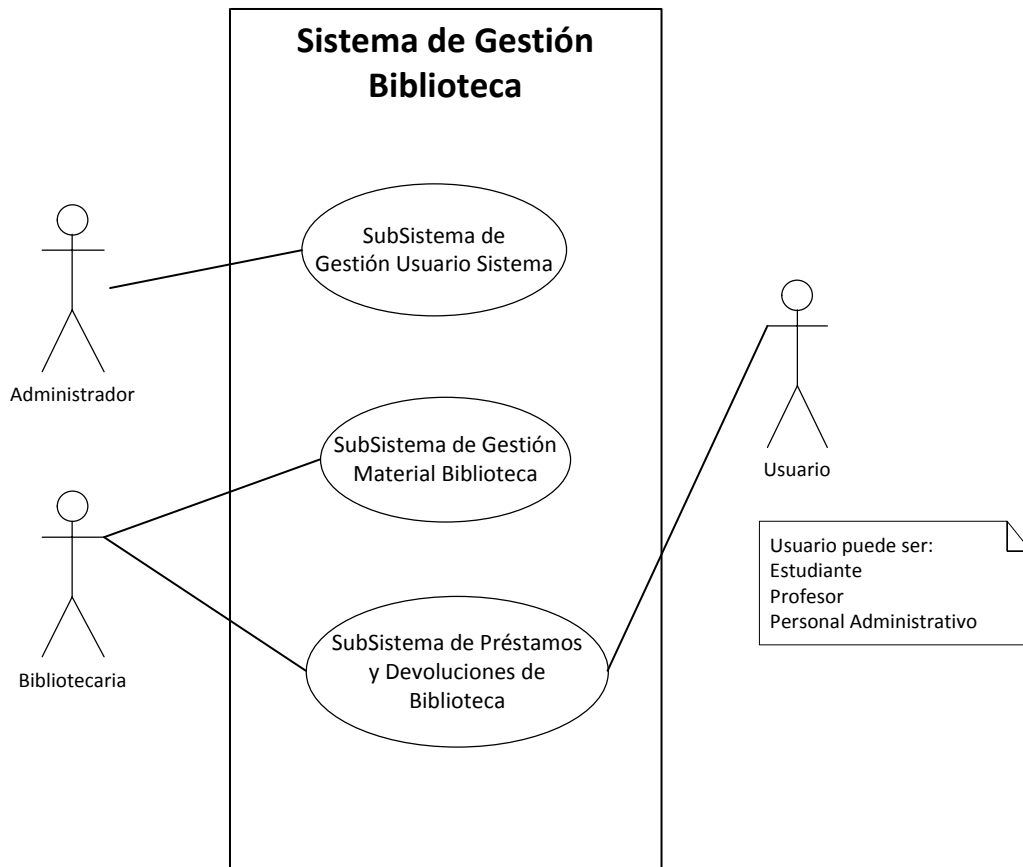 Sistema de Gestión
Biblioteca
SubSistema de
Gestión Usuario Sistema
Administrador
SubSistema de Gestión
Material Biblioteca
Usuario
Usuario puede ser:
Estudiante
Profesor
Personal Administrativo
SubSistema de Préstamos
y Devoluciones de
Biblioteca
Bibliotecaria